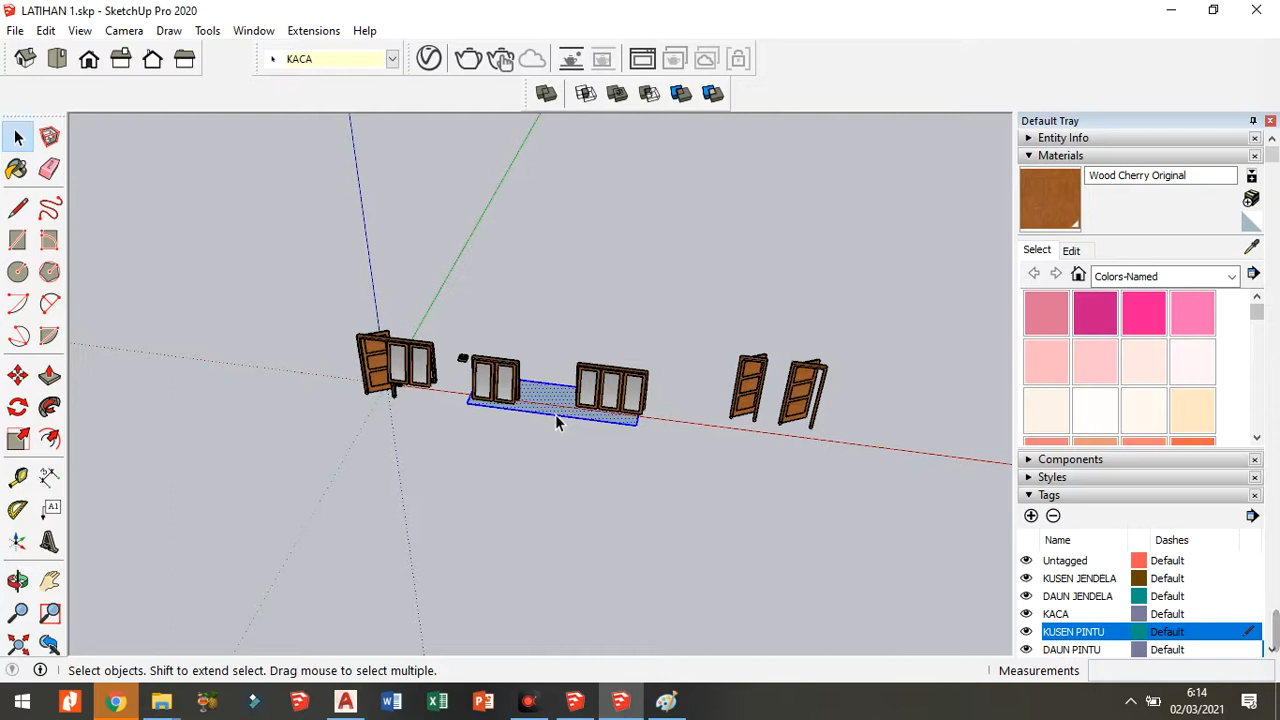 LATIHAN 1.skp - SketchUp Pro 2020
File Edit View Camera Draw Tools Window Extensions Help
KACA
Default Tray
Entity Info
Materials
Wood Cherry Original
Select Edit
Colors-Named
Components
Styles
Tags
Name Dashes
Untagged Default
KUSEN JENDELA Default
DAUN JENDELA Default
KACA Default
KUSEN PINTU Default
DAUN PINTU Default
A1
Select objects. Shift to extend select. Drag mouse to select multiple.
Measurements
6:14
02/03/2021